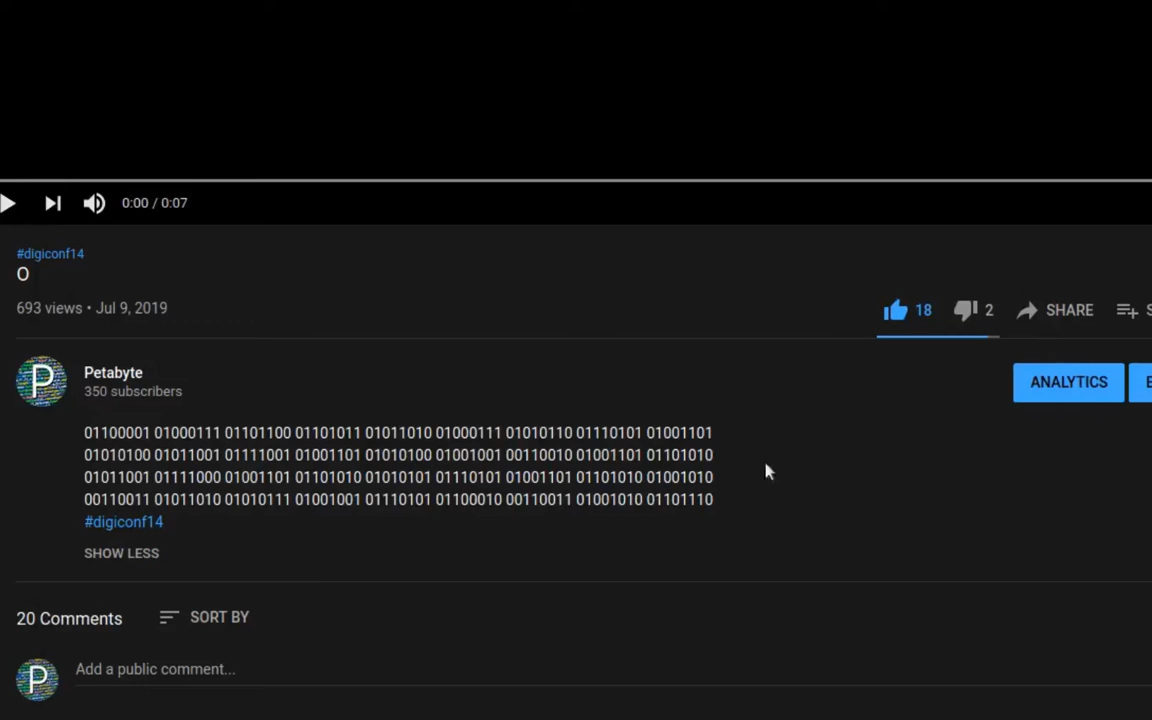 0:00 / 0:07
#digiconf14
O
693 views • Jul 9, 2019
18 2 SHARE
Petabyte
350 subscribers
ANALYTICS
01100001 01000111 01101100 01101011 01011010 01000111 01010110 01110101 01001101
01010100 01011001 01111001 01001101 01010100 01001001 00110010 01001101 01101010
01011001 01111000 01001101 01101010 01010101 01110101 01001101 01101010 01001010
00110011 01011010 01010111 01001001 01110101 01100010 00110011 01001010 01101110
#digiconf14
SHOW LESS
20 Comments SORT BY
Add a public comment...
P
P